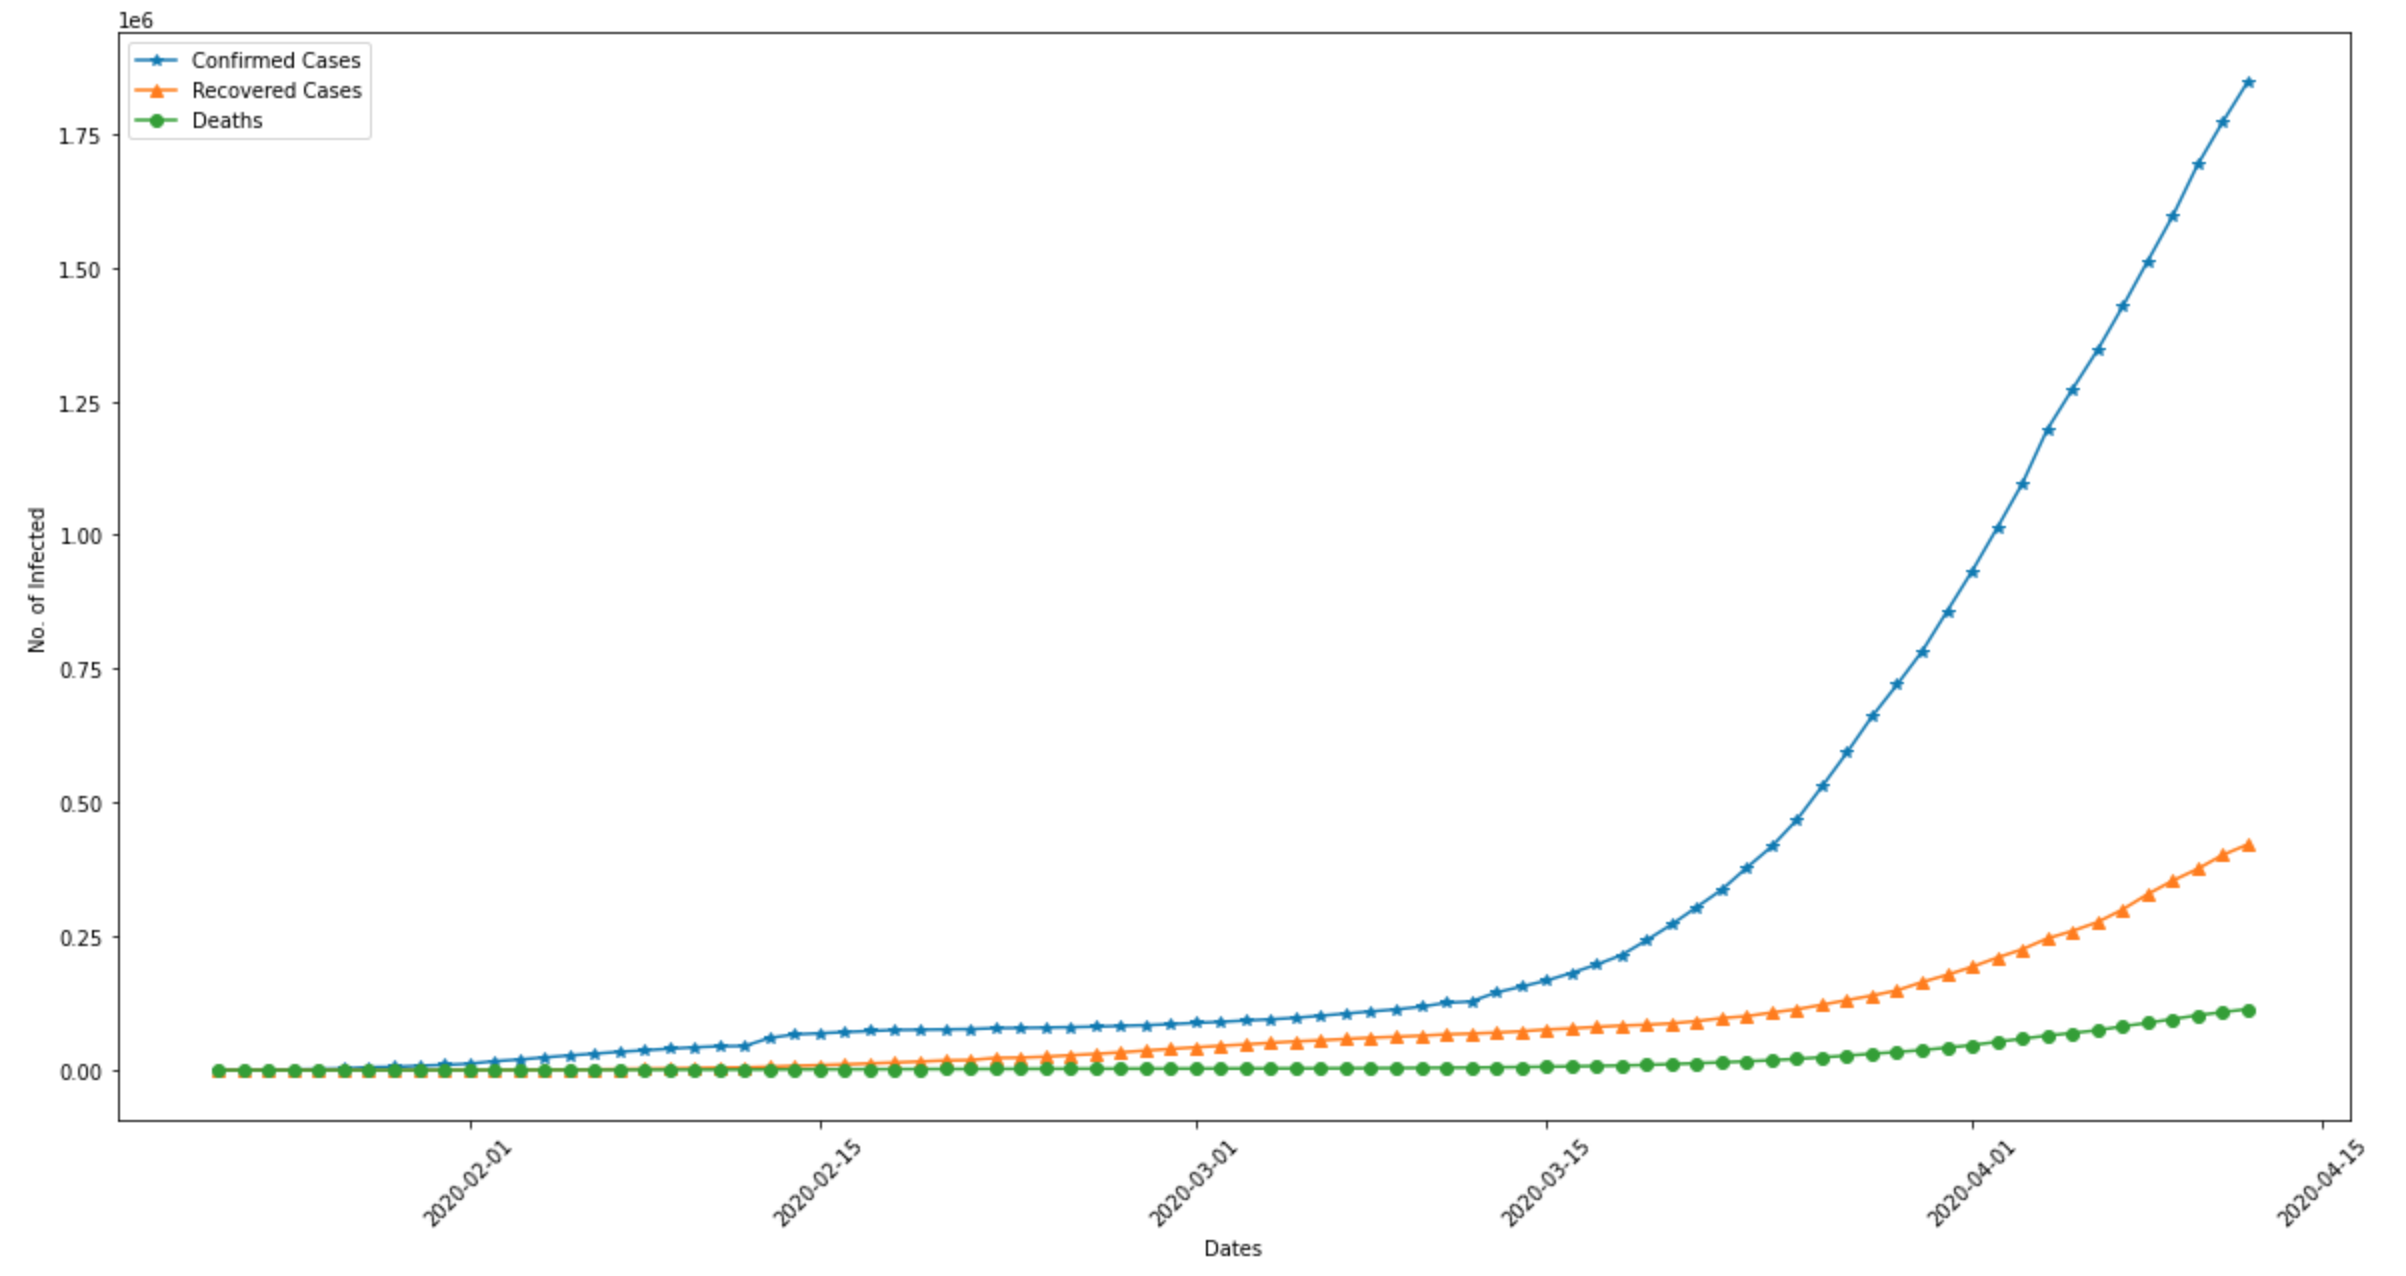 1e6
Confirmed Cases
Recovered Cases
Deaths
1.75
1.50
1.25
1.00
0.75
0.50
0.25
0.00
No. of Infected
2020-02-01
2020-02-15
2020-03-01
2020-03-15
2020-04-01
2020-04-15
Dates